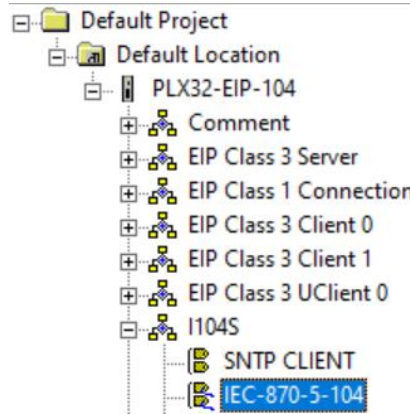 Default Project
Default Location
PLX32-EIP-104
Comment
EIP Class 3 Server
EIP Class 1 Connection
EIP Class 3 Client 0
EIP Class 3 Client 1
EIP Class 3 UClient 0
I104S
SNTP CLIENT
IEC-870-5-104